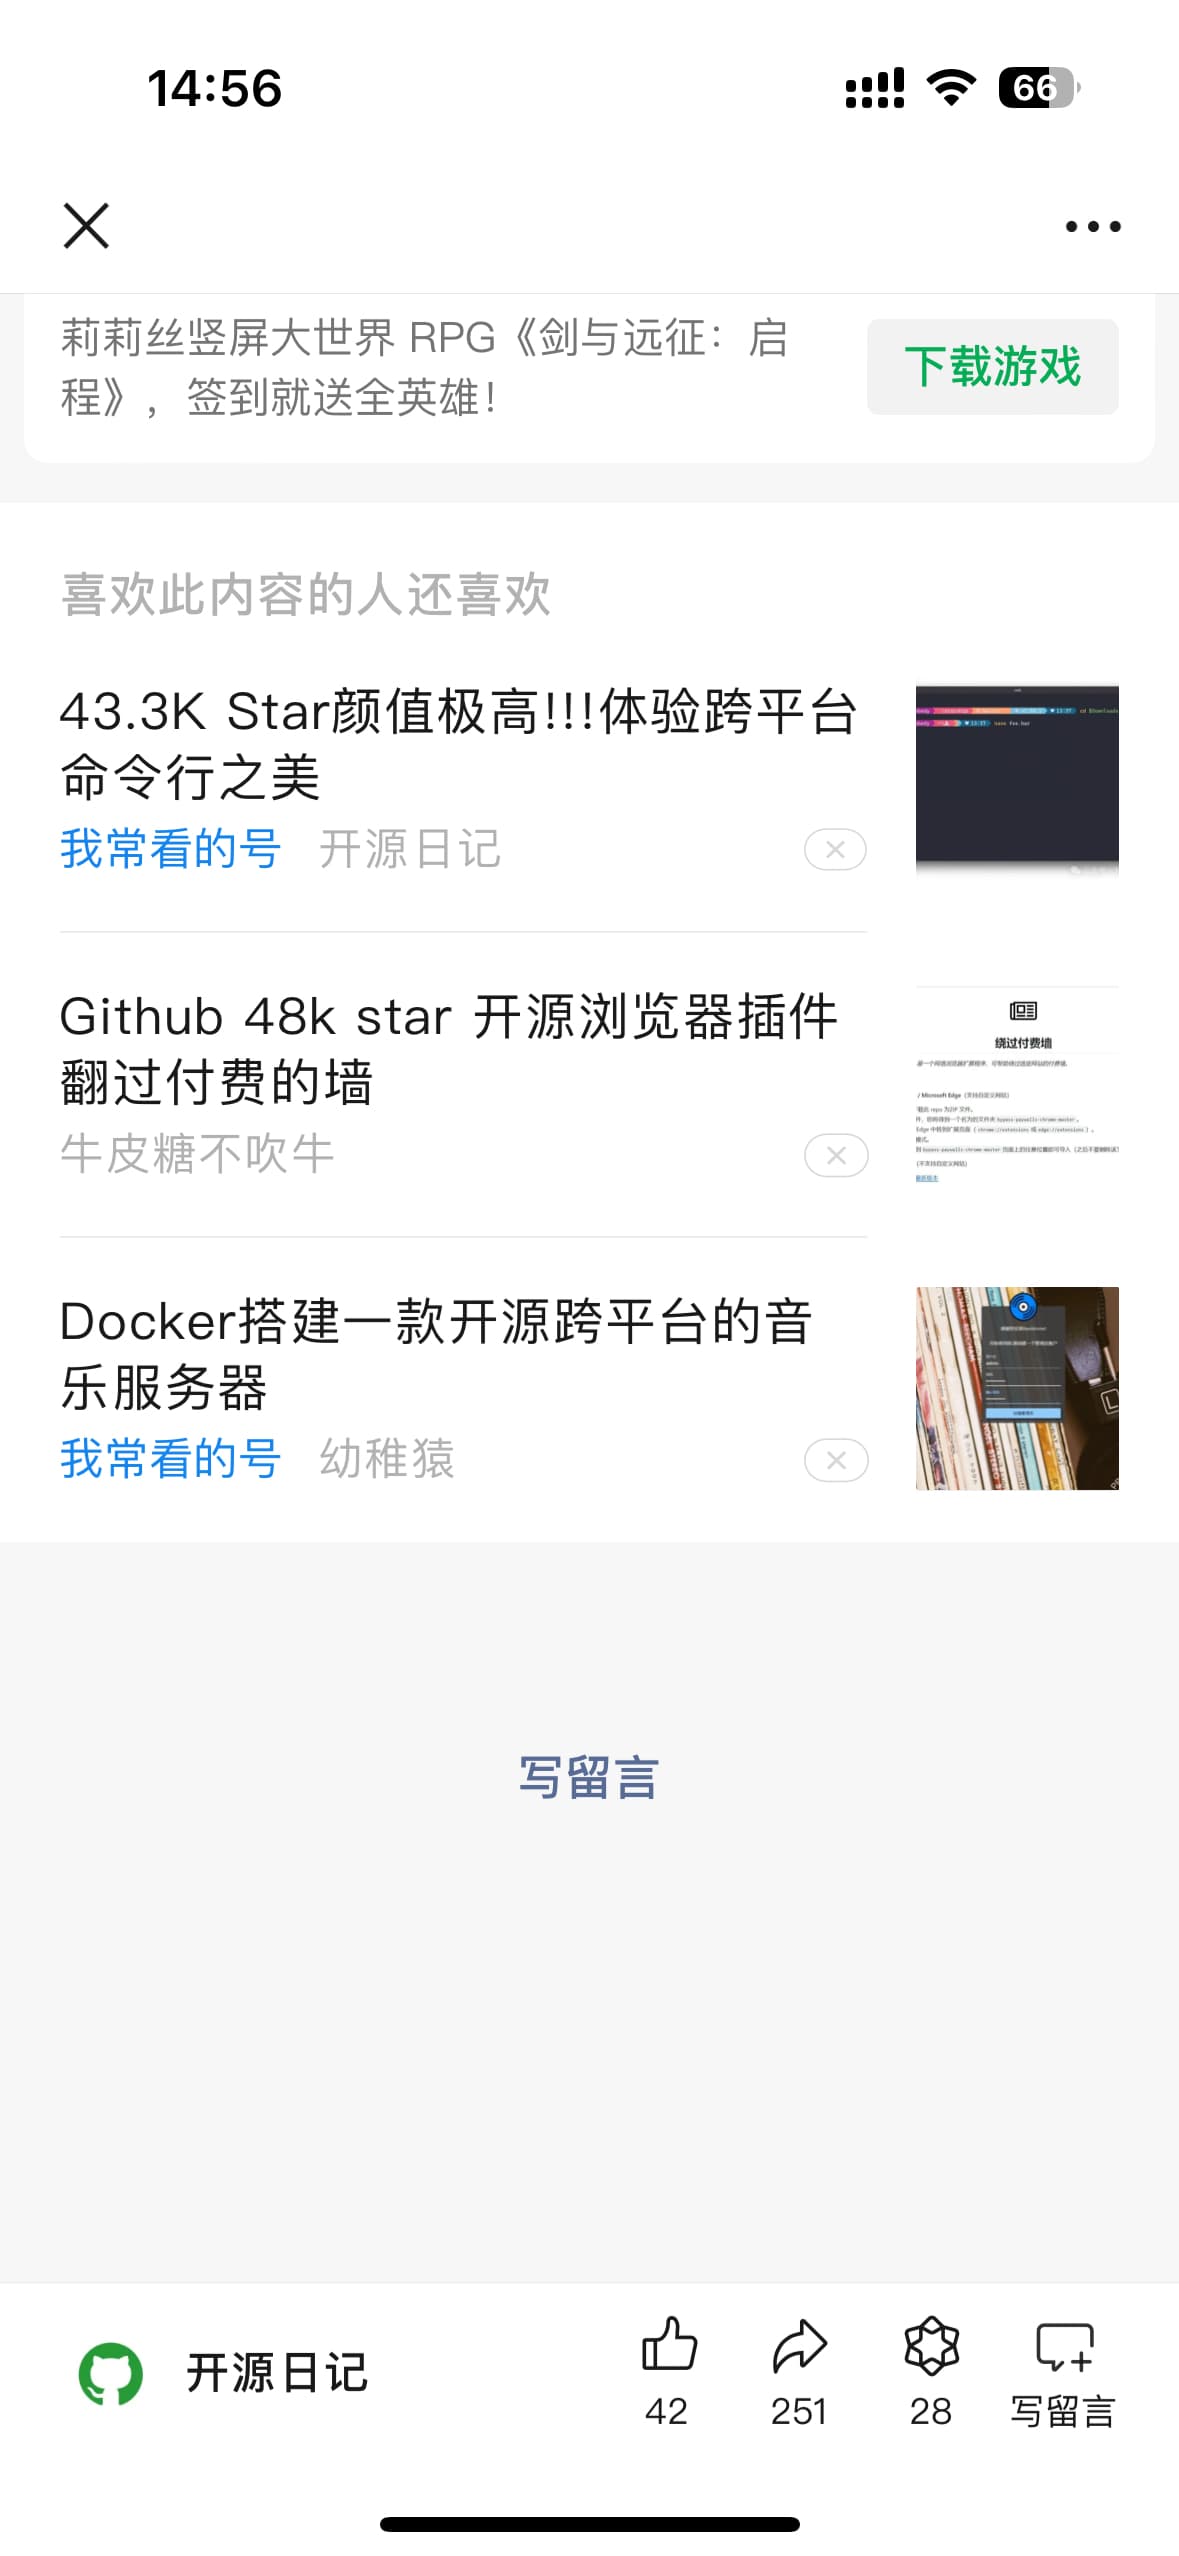 14:56
66
莉莉丝竖屏大世界 RPG《剑与远征：启
程》，签到就送全英雄！
下载游戏
喜欢此内容的人还喜欢
43.3K Star颜值极高!!!体验跨平台
命令行之美
我常看的号 开源日记
Github 48k star 开源浏览器插件
翻过付费的墙
牛皮糖不吹牛
绕过付费墙
Docker搭建一款开源跨平台的音
乐服务器
我常看的号 幼稚猿
写留言
开源日记
42
251
28
写留言